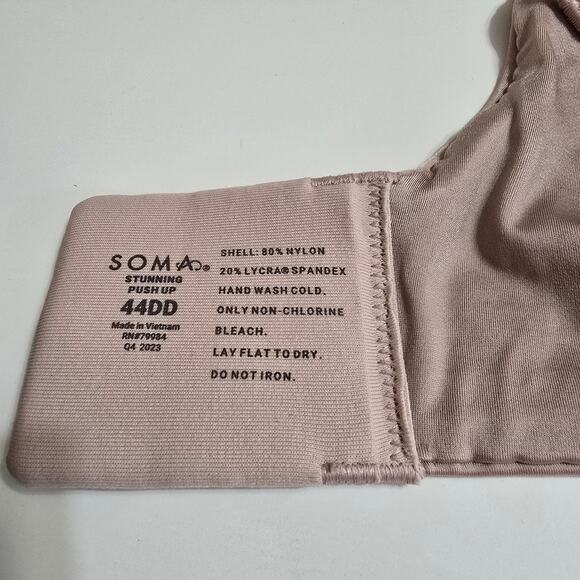 SOMA®
STUNNING
PUSH UP
44DD
Made in Vietnam
RN#79984
Q4 2023
SHELL: 80% NYLON
20% LYCRA® SPANDEX
HAND WASH COLD.
ONLY NON-CHLORINE
BLEACH.
LAY FLAT TO DRY.
DO NOT IRON.